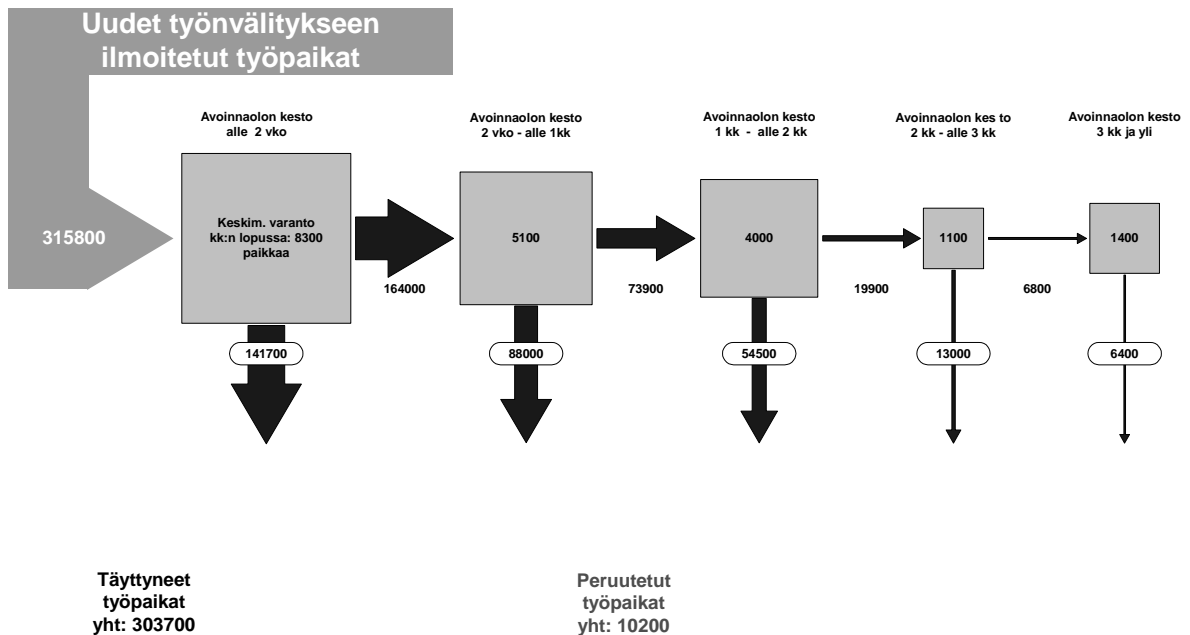 Uudet työnvälitykseen
ilmoitetut työpaikat
Avoinnaolon kesto
alle 2 vko
Avoinnaolon kesto
2 vko - alle 1kk
Avoinnaolon kesto
1 kk - alle 2 kk
Avoinnaolon kes to
2 kk - alle 3 kk
Avoinnaolon kesto
3 kk ja yli
315800
Keskim. varanto
kk:n lopussa: 8300
paikkaa
5100
4000
1100
1400
164000
73900
19900
6800
141700
88000
54500
13000
6400
Täyttyneet
työpaikat
yht: 303700
Peruutetut
työpaikat
yht: 10200